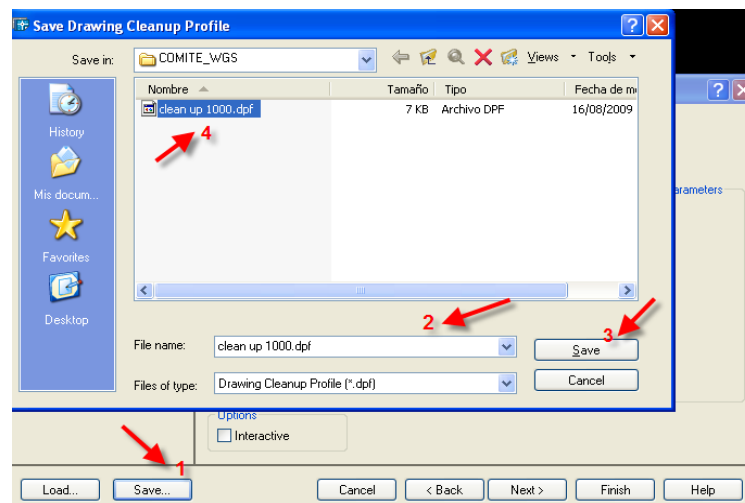 Save Drawing Cleanup Profile
Save in: COMITE_WGS Views Tools
Nombre Tamaño Tipo Fecha de m
clean up 1000.dpf 7 KB Archivo DPF 16/08/2009
4
History
Mis docum...
Favorites
Desktop
arameters
2
3
File name: clean up 1000.dpf Save
Files of type: Drawing Cleanup Profile (*.dpf) Cancel
Options
Interactive
1
Load... Save... Cancel < Back Next > Finish Help